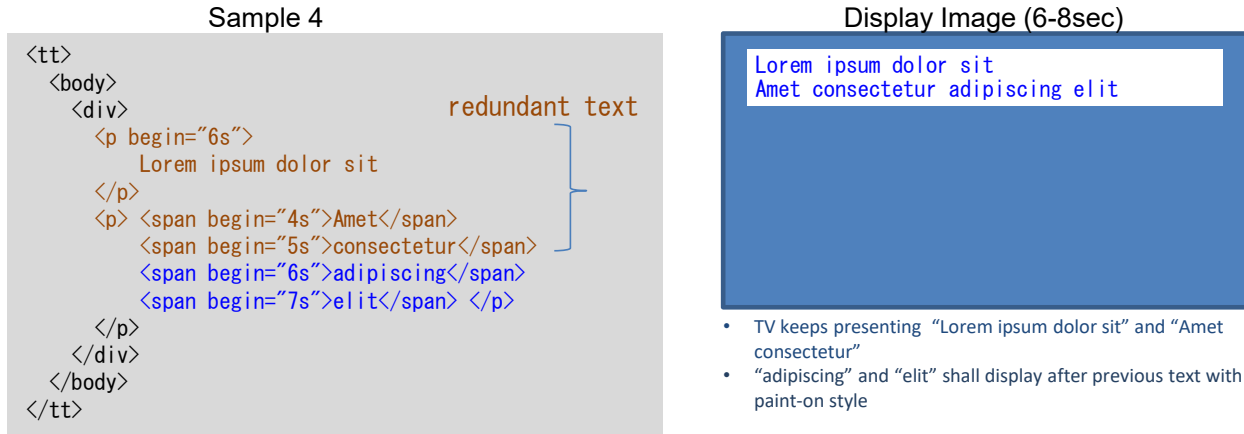 Sample 4
<tt>
<body>
<div>
redundant text
<p begin="6s">
Lorem ipsum dolor sit
</p>
<p> <span begin="4s">Amet</span>
<span begin="5s">consectetur</span>
<span begin="6s">adipiscing</span>
<span begin="7s">elit</span> </p>
</p>
</div>
</body>
</tt>
Display Image (6-8sec)
Lorem ipsum dolor sit
Amet consectetur adipiscing elit
• TV keeps presenting “Lorem ipsum dolor sit” and “Amet
consectetur”
• “adipiscing” and “elit” shall display after previous text with
paint-on style